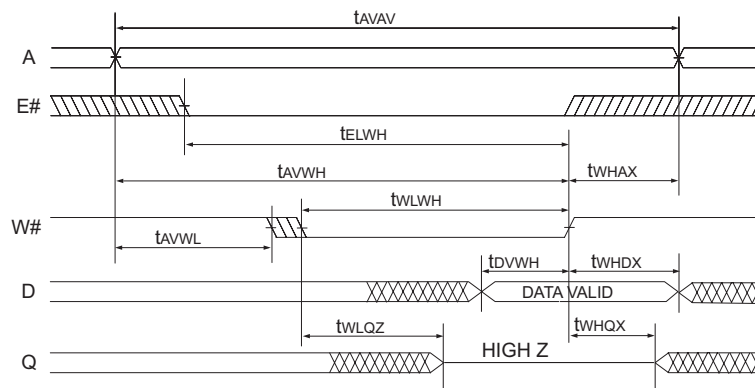 tAVAV
A
E#
tELWH
tAVWH tWHAX
tWLWH
W#
tAVWL
tDVWH tWHDX
D DATA VALID
tWLQZ tWHQX
Q HIGH Z